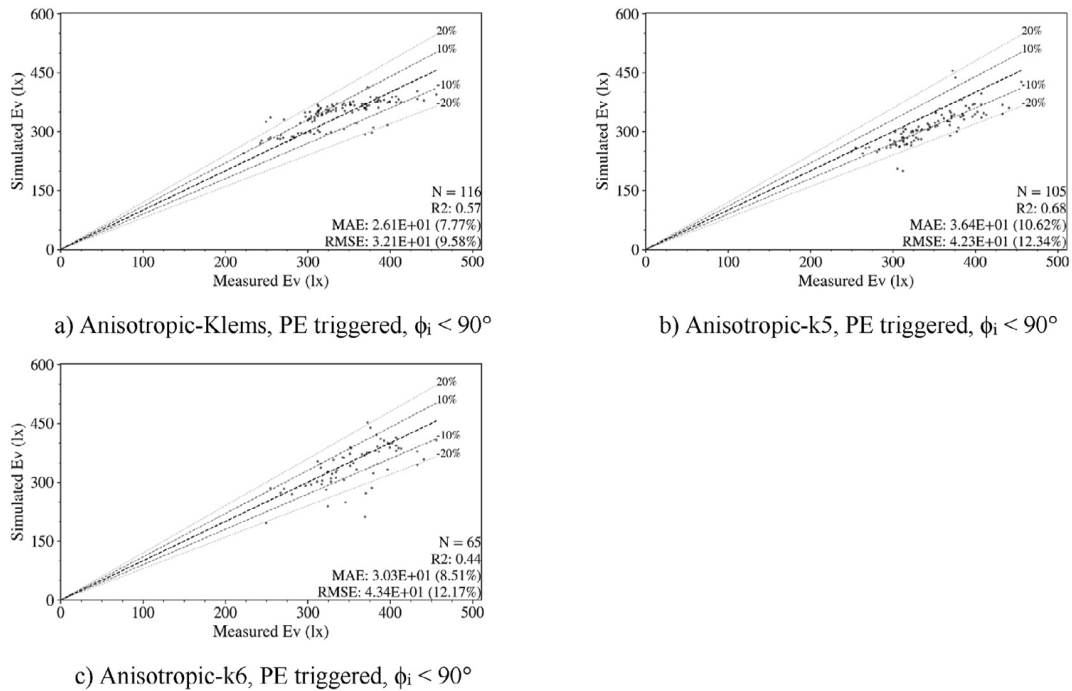 600
450
300
150
0
Simulated Ev (lx)
20%
10%
-10%
-20%
N = 116
R2: 0.57
MAE: 2.61E+01 (7.77%)
RMSE: 3.21E+01 (9.58%)
0 100 200 300 400 500
Measured Ev (lx)
a) Anisotropic-Klems, PE triggered, ϕi < 90°
600
450
300
150
0
Simulated Ev (lx)
20%
10%
-10%
-20%
N = 105
R2: 0.68
MAE: 3.64E+01 (10.62%)
RMSE: 4.23E+01 (12.34%)
0 100 200 300 400 500
Measured Ev (lx)
b) Anisotropic-k5, PE triggered, ϕi < 90°
600
450
300
150
0
Simulated Ev (lx)
20%
10%
-10%
-20%
N = 65
R2: 0.44
MAE: 3.03E+01 (8.51%)
RMSE: 4.34E+01 (12.17%)
0 100 200 300 400 500
Measured Ev (lx)
c) Anisotropic-k6, PE triggered, ϕi < 90°